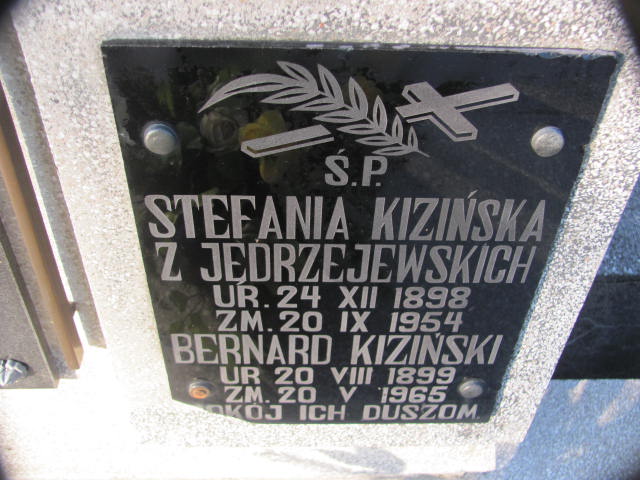 Ś.P.
STEFANIA KIZIŃSKA
Z JĘDRZEJEWSKICH
UR. 24 XII 1898
ZM. 20 IX 1954
BERNARD KIZIŃSKI
UR 20 VIII 1899
ZM. 20 V 1965
POKÓJ ICH DUSZOM.